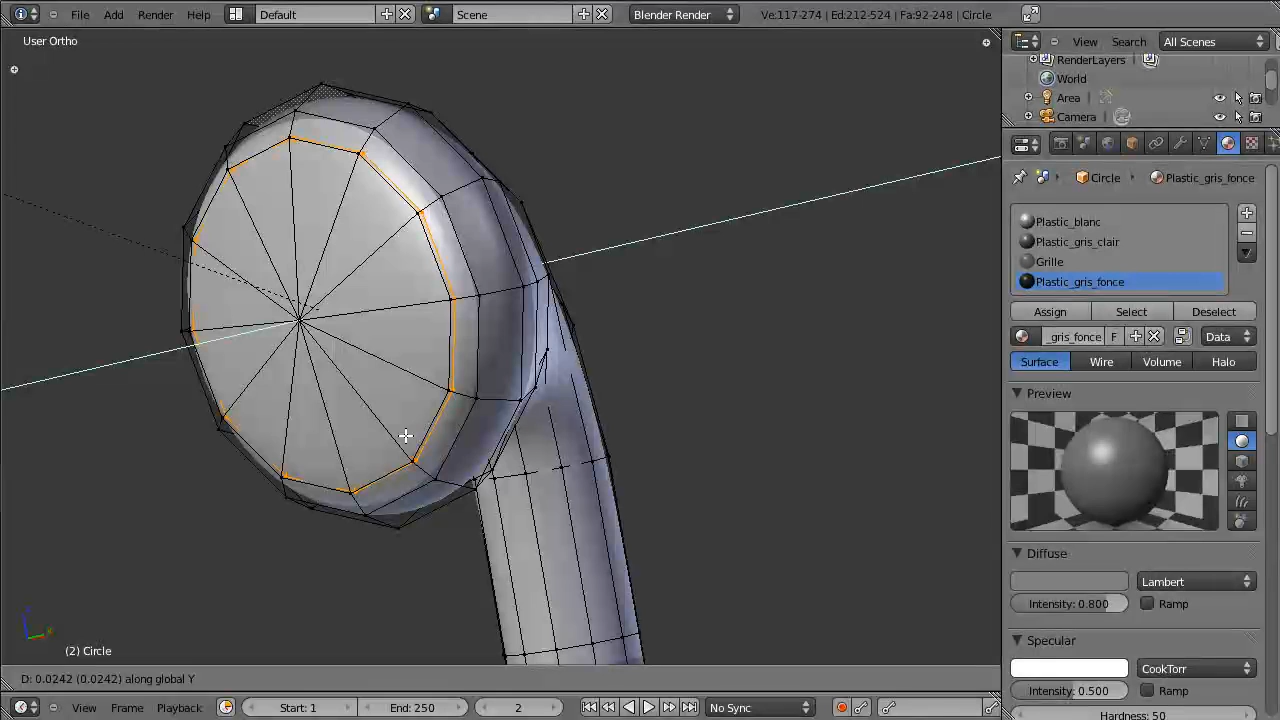 File Add Render Help Default Scene Blender Render Ve:117-274 | Ed:212-524 | Fa:92-248 | Circle
User Ortho
View Search All Scenes
RenderLayers
World
Area
Camera
Circle Plastic_gris_fonce
Plastic_blanc
Plastic_gris_clair
Grille
Plastic_gris_fonce
Assign Select Deselect
_gris_fonce F Data
Surface Wire Volume Halo
Preview
Diffuse
Lambert
Intensity: 0.800 Ramp
Specular
CookTorr
Intensity: 0.500 Ramp
Hardness: 50
(2) Circle
D: 0.0242 (0.0242) along global Y
View Frame Playback Start: 1 End: 250 2 No Sync